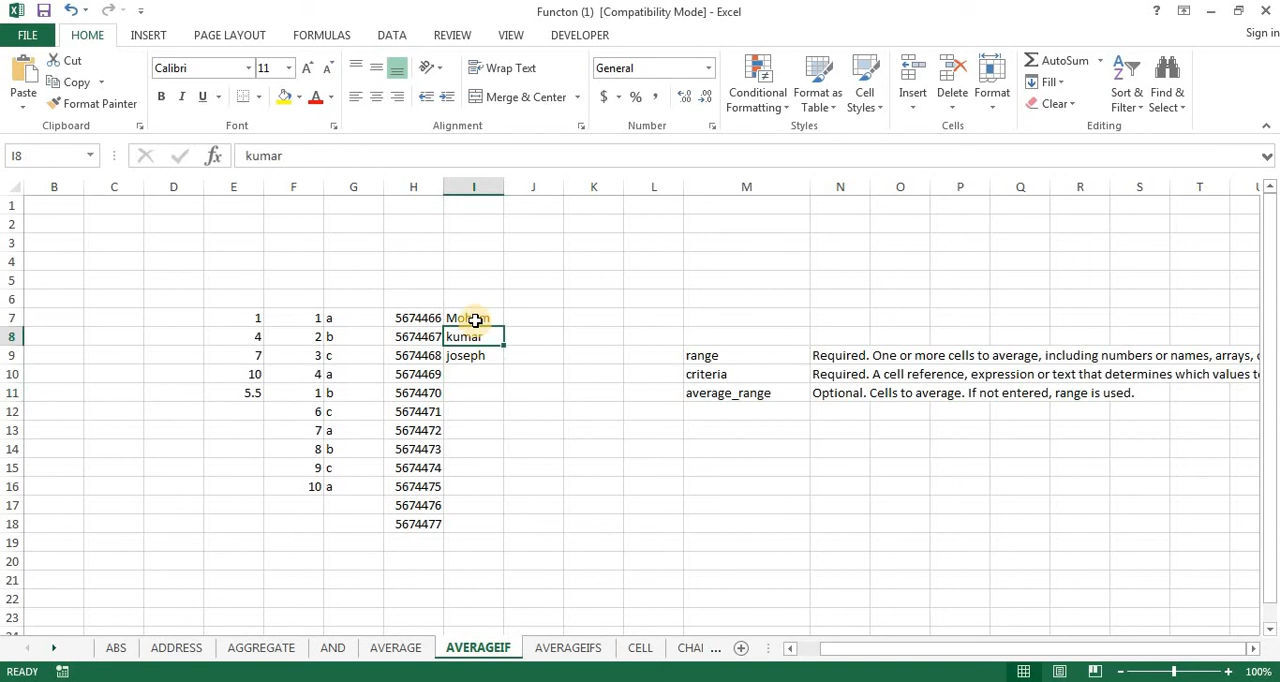 Functon (1) [Compatibility Mode] - Excel
FILE HOME INSERT PAGE LAYOUT FORMULAS DATA REVIEW VIEW DEVELOPER Sign in
Paste Cut Copy Format Painter Clipboard
Calibri 11 B I U A Font
Wrap Text Merge & Center Alignment
General $ % , Number
Conditional Formatting Format as Table Cell Styles Styles
Insert Delete Format Cells
AutoSum Fill Clear Sort & Filter Find & Select Editing
I8 fx kumar
B C D E F G H I J K L M N O P Q R S T
1
2
3
4
5
6
7 1 1 a 5674466
8 4 2 b 5674467 kumar
9 7 3 c 5674468 joseph range Required. One or more cells to average, including numbers or names, arrays,
10 10 4 a 5674469 criteria Required. A cell reference, expression or text that determines which values
11 5.5 1 b 5674470 average_range Optional. Cells to average. If not entered, range is used.
12 6 c 5674471
13 7 a 5674472
14 8 b 5674473
15 9 c 5674474
16 10 a 5674475
17 5674476
18 5674477
19
20
21
22
23
ABS ADDRESS AGGREGATE AND AVERAGE AVERAGEIF AVERAGEIFS CELL CHAI ...
READY 100%